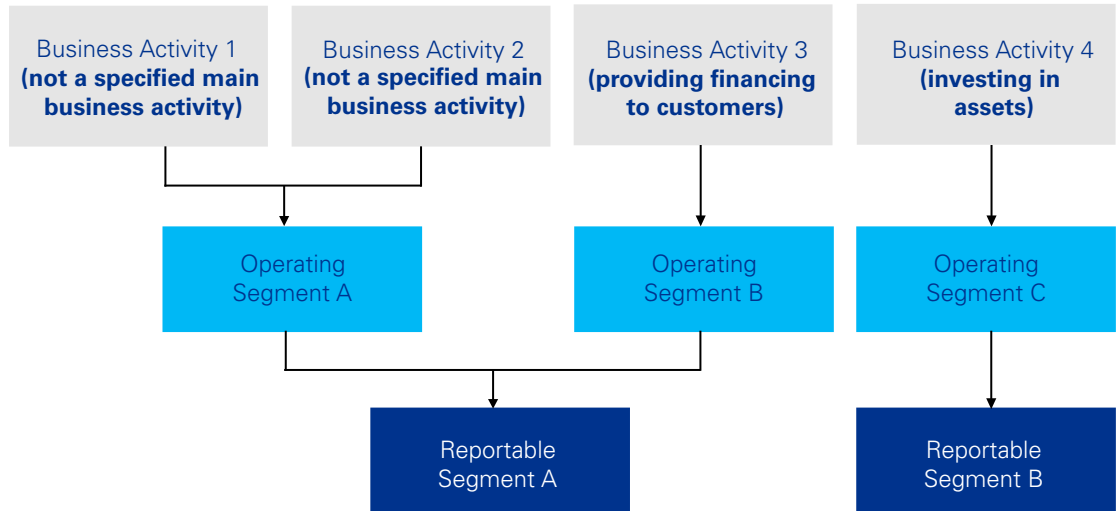 Business Activity 1
(not a specified main
business activity)
Business Activity 2
(not a specified main
business activity)
Business Activity 3
(providing financing
to customers)
Business Activity 4
(investing in
assets)
Operating
Segment A
Operating
Segment B
Operating
Segment C
Reportable
Segment A
Reportable
Segment B